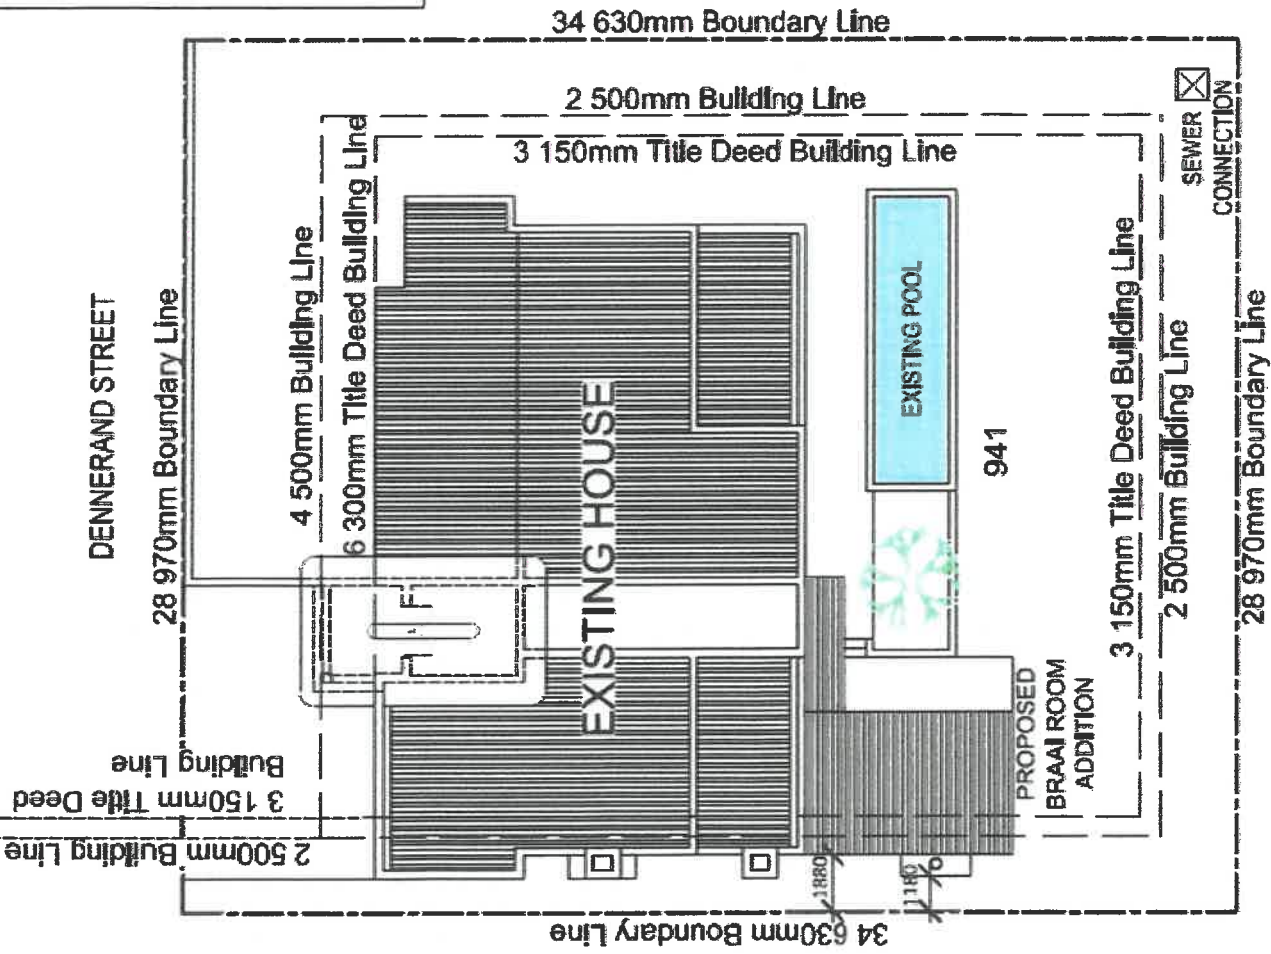 34 630mm Boundary Line
2 500mm Building Line
3 150mm Title Deed Building Line
SEWER
CONNECTION
DENNERAND STREET
28 970mm Boundary Line
4 500mm Building Line
6 300mm Title Deed Building Line
EXISTING HOUSE
EXISTING POOL
941
3 150mm Title Deed Building Line
2 500mm Building Line
28 970mm Boundary Line
PROPOSED
BRAAI ROOM
ADDITION
3 150mm Title Deed
Building Line
2 500mm Building Line
1880
1180
34 630mm Boundary Line